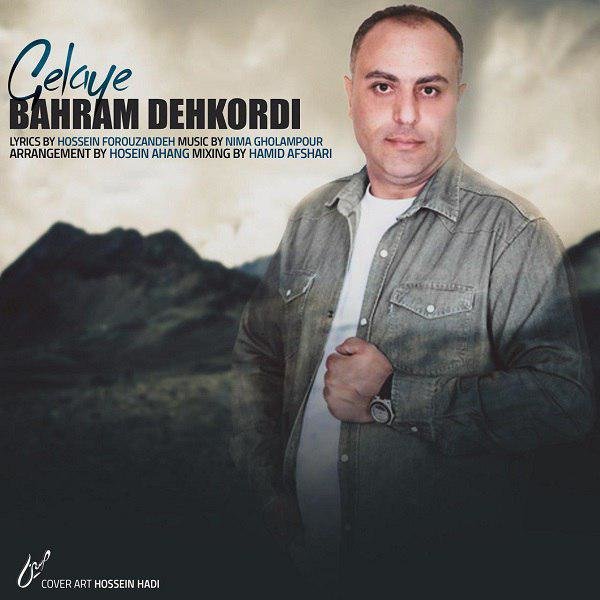 Gelaye
BAHRAM DEHKORDI
LYRICS BY HOSSEIN FOROUZANDEH MUSIC BY NIMA GHOLAMPOUR
ARRANGEMENT BY HOSEIN AHANG MIXING BY HAMID AFSHARI
COVER ART HOSSEIN HADI